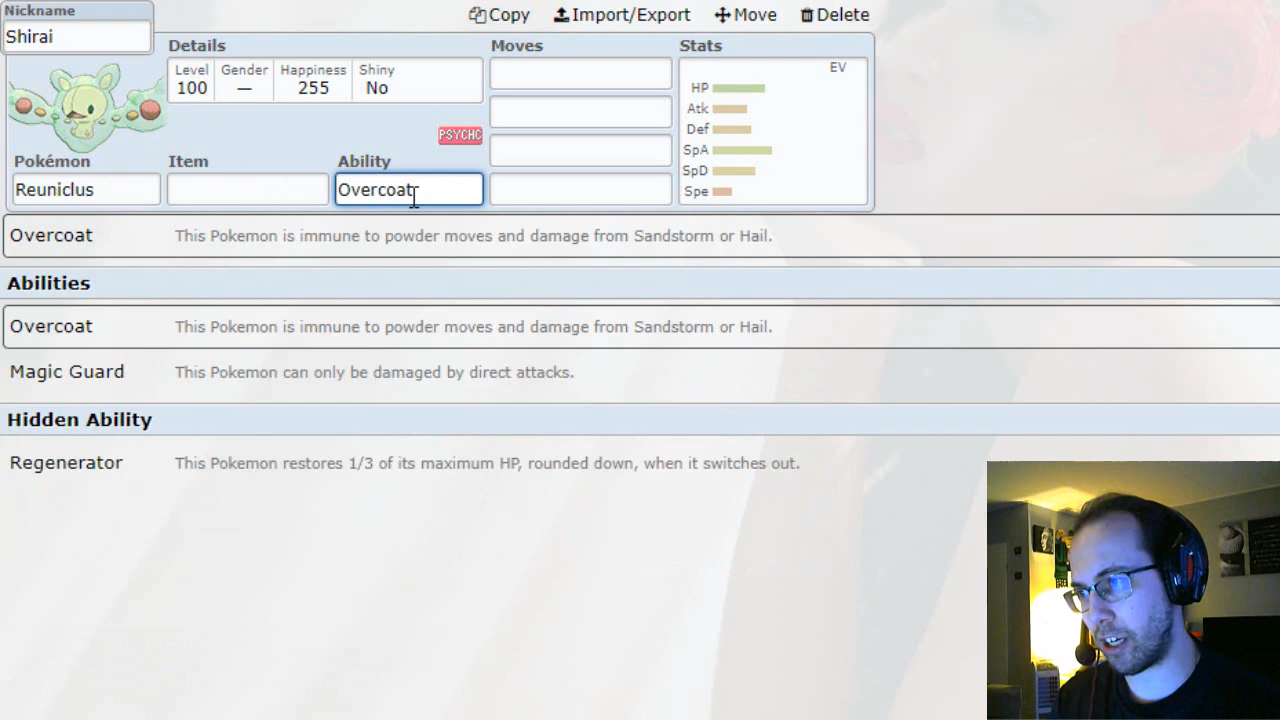 Nickname
Shirai
Copy Import/Export Move Delete
Details
Level Gender Happiness Shiny
100 — 255 No
PSYCHC
Pokémon Item Ability
Reuniclus Overcoat
Moves
Stats
EV
HP
Atk
Def
SpA
SpD
Spe
Overcoat This Pokemon is immune to powder moves and damage from Sandstorm or Hail.
Abilities
Overcoat This Pokemon is immune to powder moves and damage from Sandstorm or Hail.
Magic Guard This Pokemon can only be damaged by direct attacks.
Hidden Ability
Regenerator This Pokemon restores 1/3 of its maximum HP, rounded down, when it switches out.